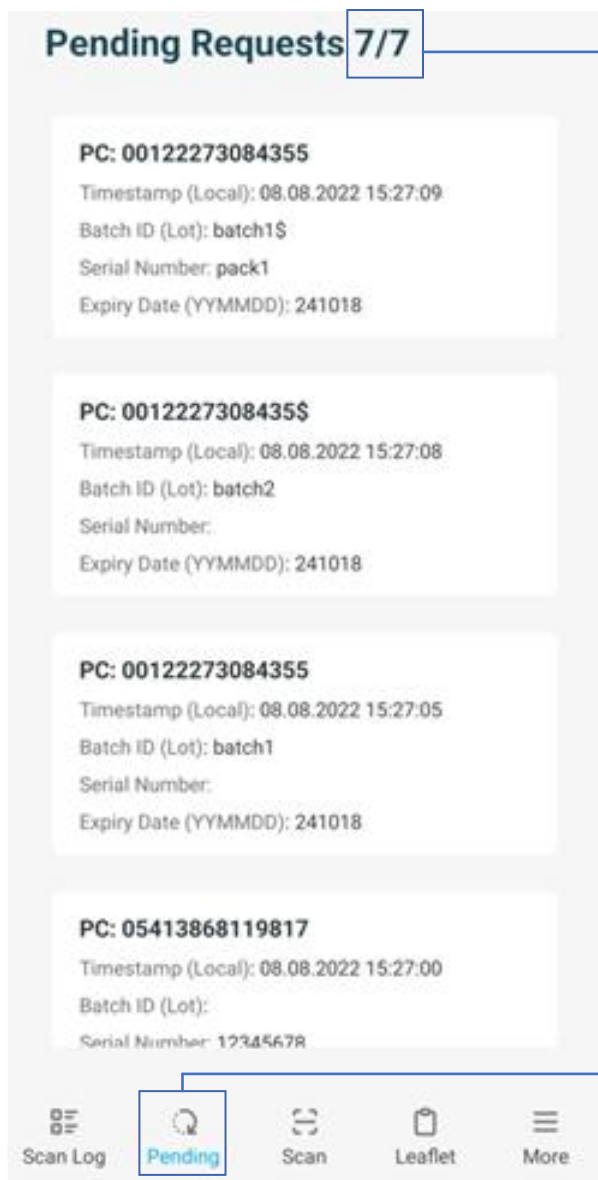 Pending Requests 7/7
PC: 00122273084355
Timestamp (Local): 08.08.2022 15:27:09
Batch ID (Lot): batch1$
Serial Number: pack1
Expiry Date (YYMMDD): 241018
PC: 0012227308435$
Timestamp (Local): 08.08.2022 15:27:08
Batch ID (Lot): batch2
Serial Number:
Expiry Date (YYMMDD): 241018
PC: 00122273084355
Timestamp (Local): 08.08.2022 15:27:05
Batch ID (Lot): batch1
Serial Number:
Expiry Date (YYMMDD): 241018
PC: 05413868119817
Timestamp (Local): 08.08.2022 15:27:00
Batch ID (Lot):
Serial Number: 12345678
Scan Log Pending Scan Leaflet More